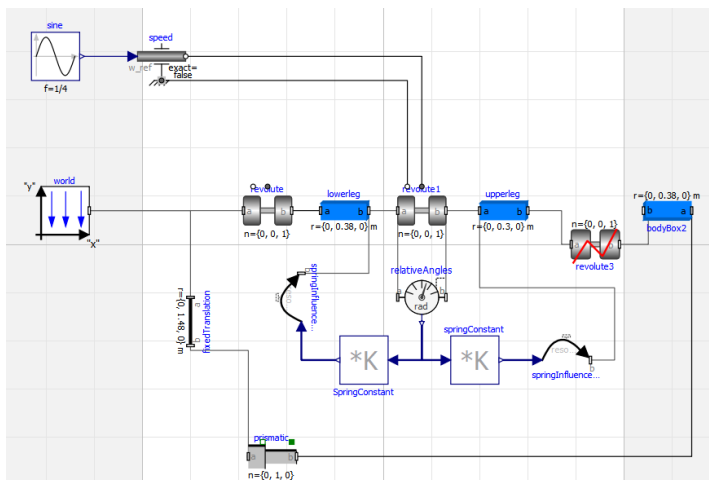 sine
speed
w_ref
exact=
false
f=1/4
world
"y"
"x"
revolute
a
b
n={0, 0, 1}
lowerleg
a
b
r={0, 0.38, 0} m
revolute1
a
b
n={0, 0, 1}
upperleg
a
b
r={0, 0.3, 0} m
n={0, 0, 1}
a
b
revolute3
r={0, 0.38, 0} m
b
a
bodyBox2
r={0, 1.48, 0} m
a
b
fixedTranslation
springInfluence...
b
relativeAngles
a
b
rad
*K
SpringConstant
springConstant
*K
reso...
b
springInfluence...
prismatic
a
b
n={0, 1, 0}